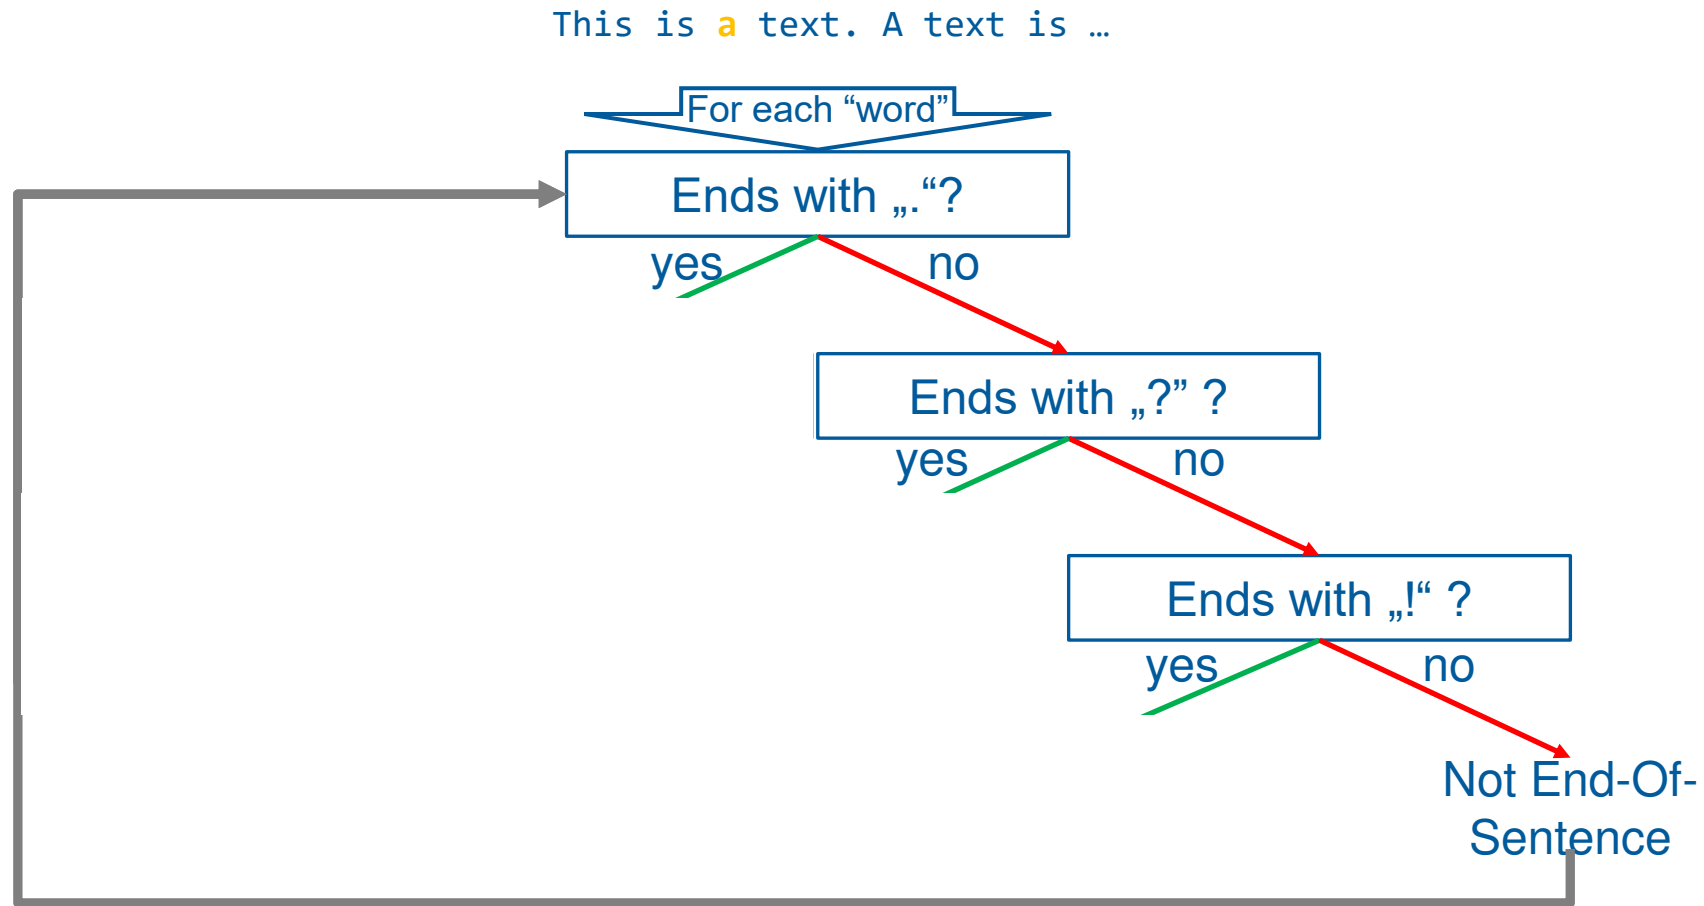 This is a text. A text is …
For each “word”
Ends with „.“?
yes no
Ends with „?” ?
yes no
Ends with „!“ ?
yes no
Not End-Of-
Sentence